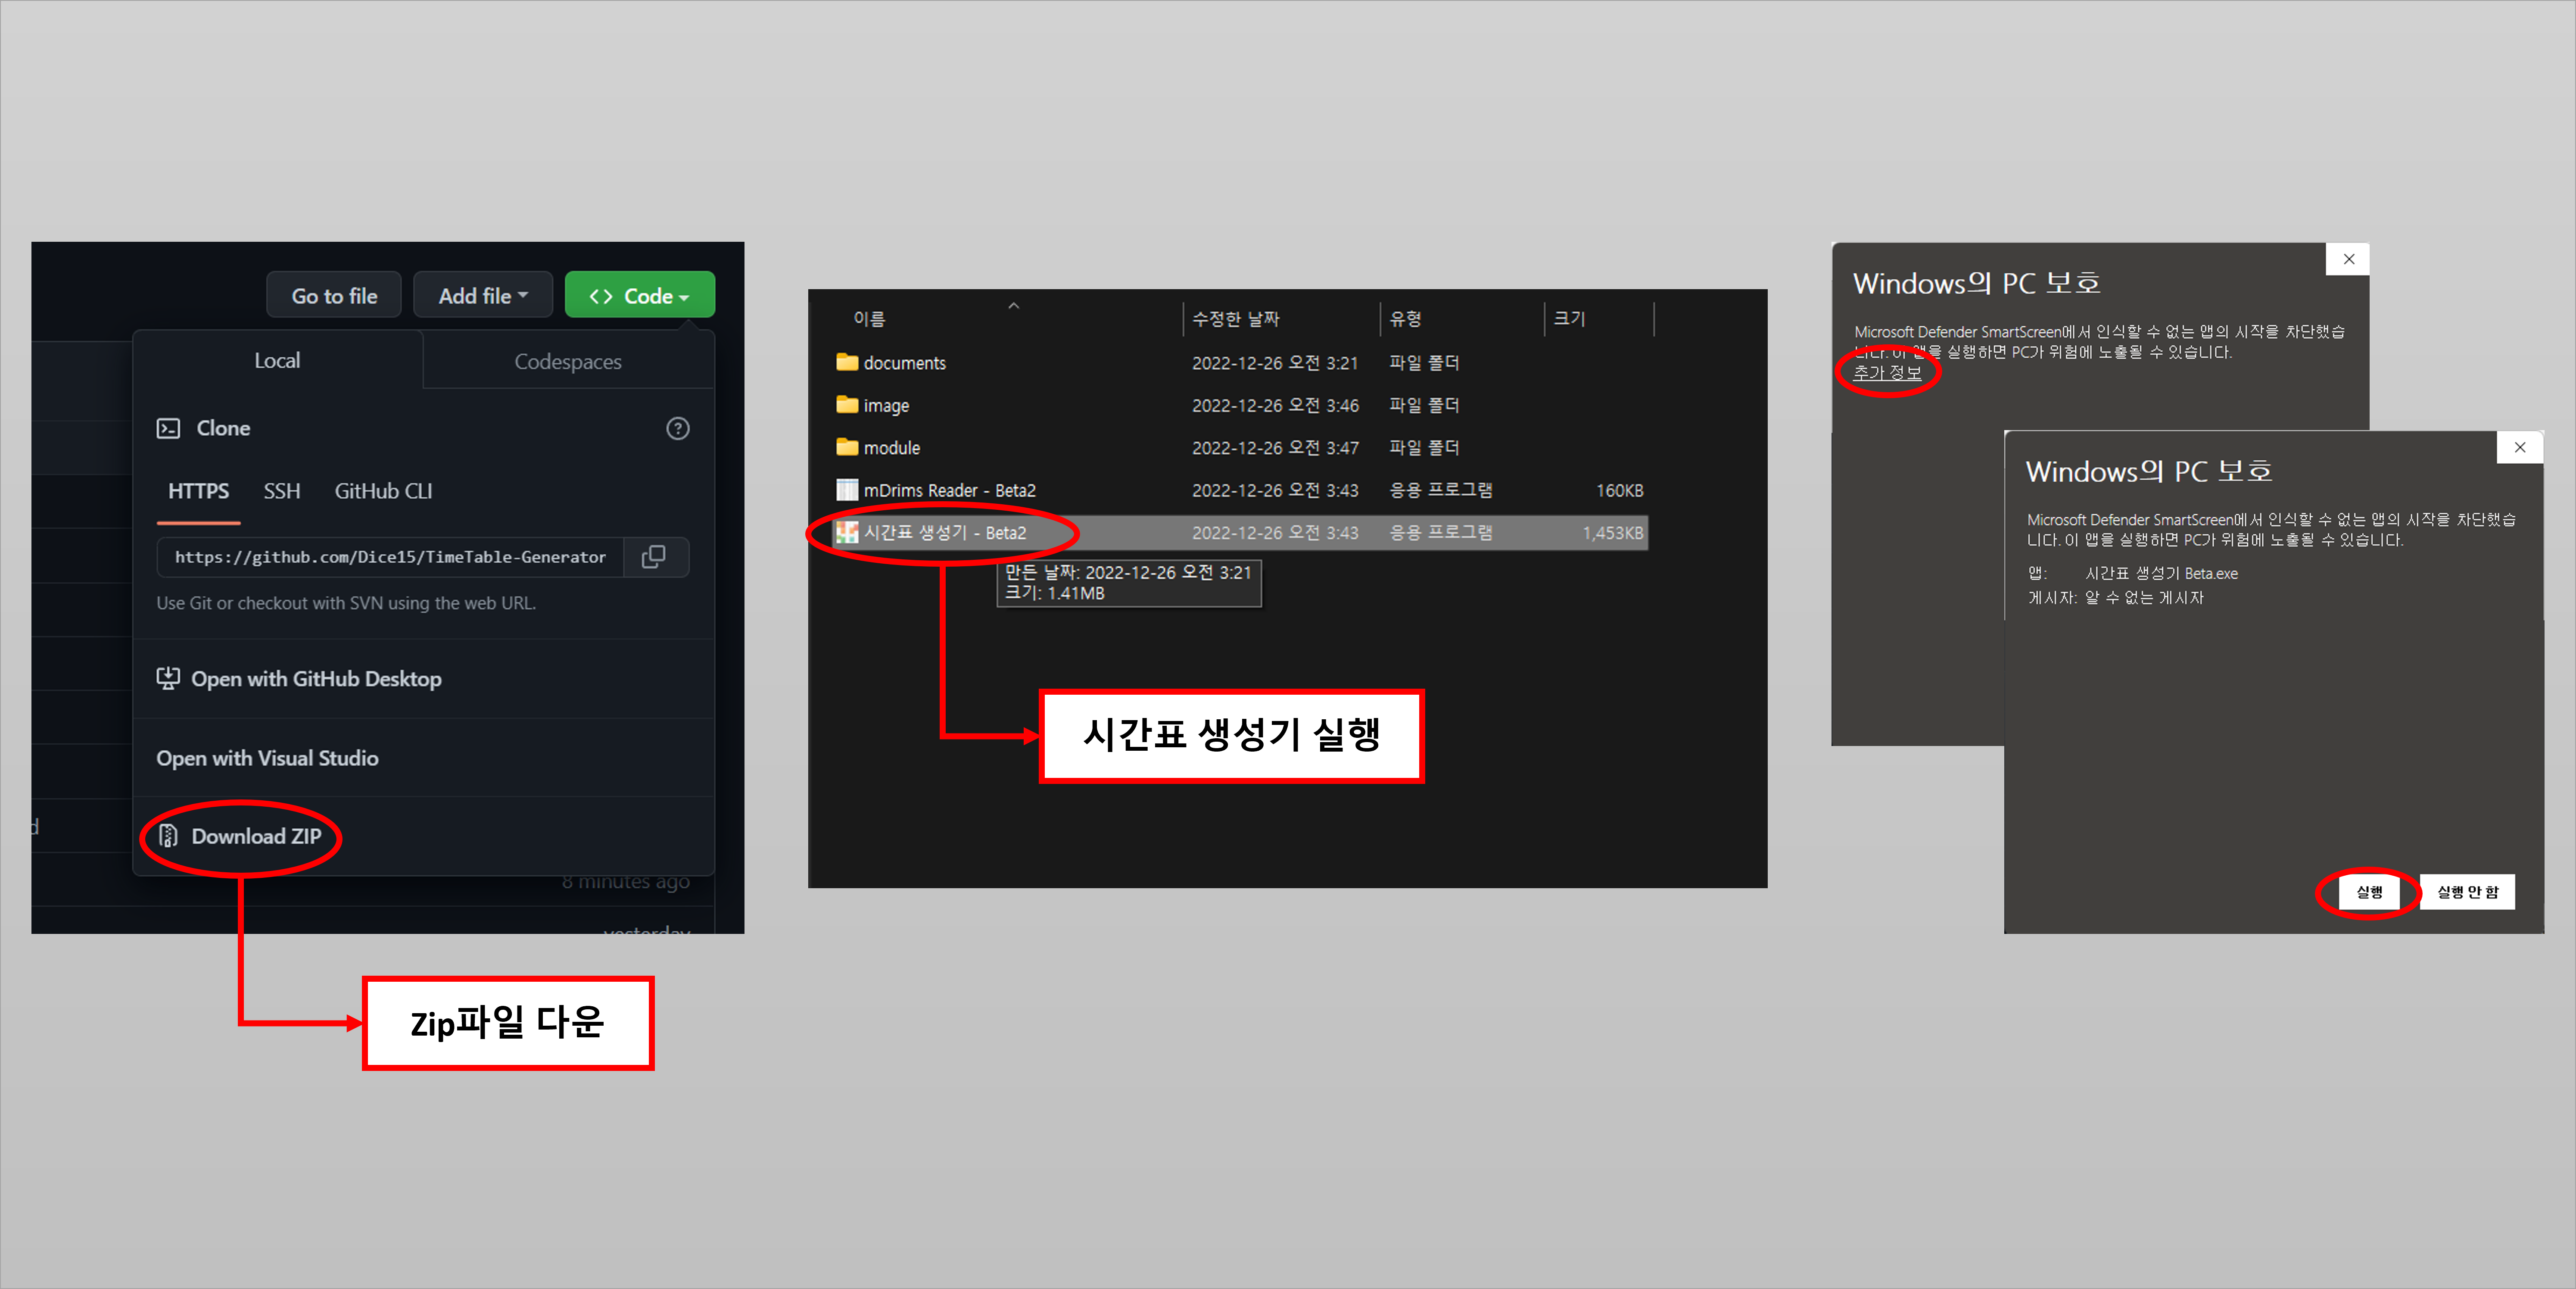 Go to file
Add file
<> Code
Local
Codespaces
Clone
HTTPS
SSH
GitHub CLI
https://github.com/Dice15/TimeTable-Generator
Use Git or checkout with SVN using the web URL.
Open with GitHub Desktop
Open with Visual Studio
Download ZIP
d
8 minutes ago
yesterday
Zip파일 다운
이름 수정한 날짜 유형 크기
documents 2022-12-26 오전 3:21 파일 폴더
image 2022-12-26 오전 3:46 파일 폴더
module 2022-12-26 오전 3:47 파일 폴더
mDrims Reader - Beta2 2022-12-26 오전 3:43 응용 프로그램 160KB
시간표 생성기 - Beta2 2022-12-26 오전 3:43 응용 프로그램 1,453KB
만든 날짜: 2022-12-26 오전 3:21
크기: 1.41MB
시간표 생성기 실행
Windows의 PC 보호
Microsoft Defender SmartScreen에서 인식할 수 없는 앱의 시작을 차단했습
니다. 이 앱을 실행하면 PC가 위험에 노출될 수 있습니다.
추가 정보
Windows의 PC 보호
Microsoft Defender SmartScreen에서 인식할 수 없는 앱의 시작을 차단했습
니다. 이 앱을 실행하면 PC가 위험에 노출될 수 있습니다.
앱: 시간표 생성기 Beta.exe
게시자: 알 수 없는 게시자
실행
실행 안 함